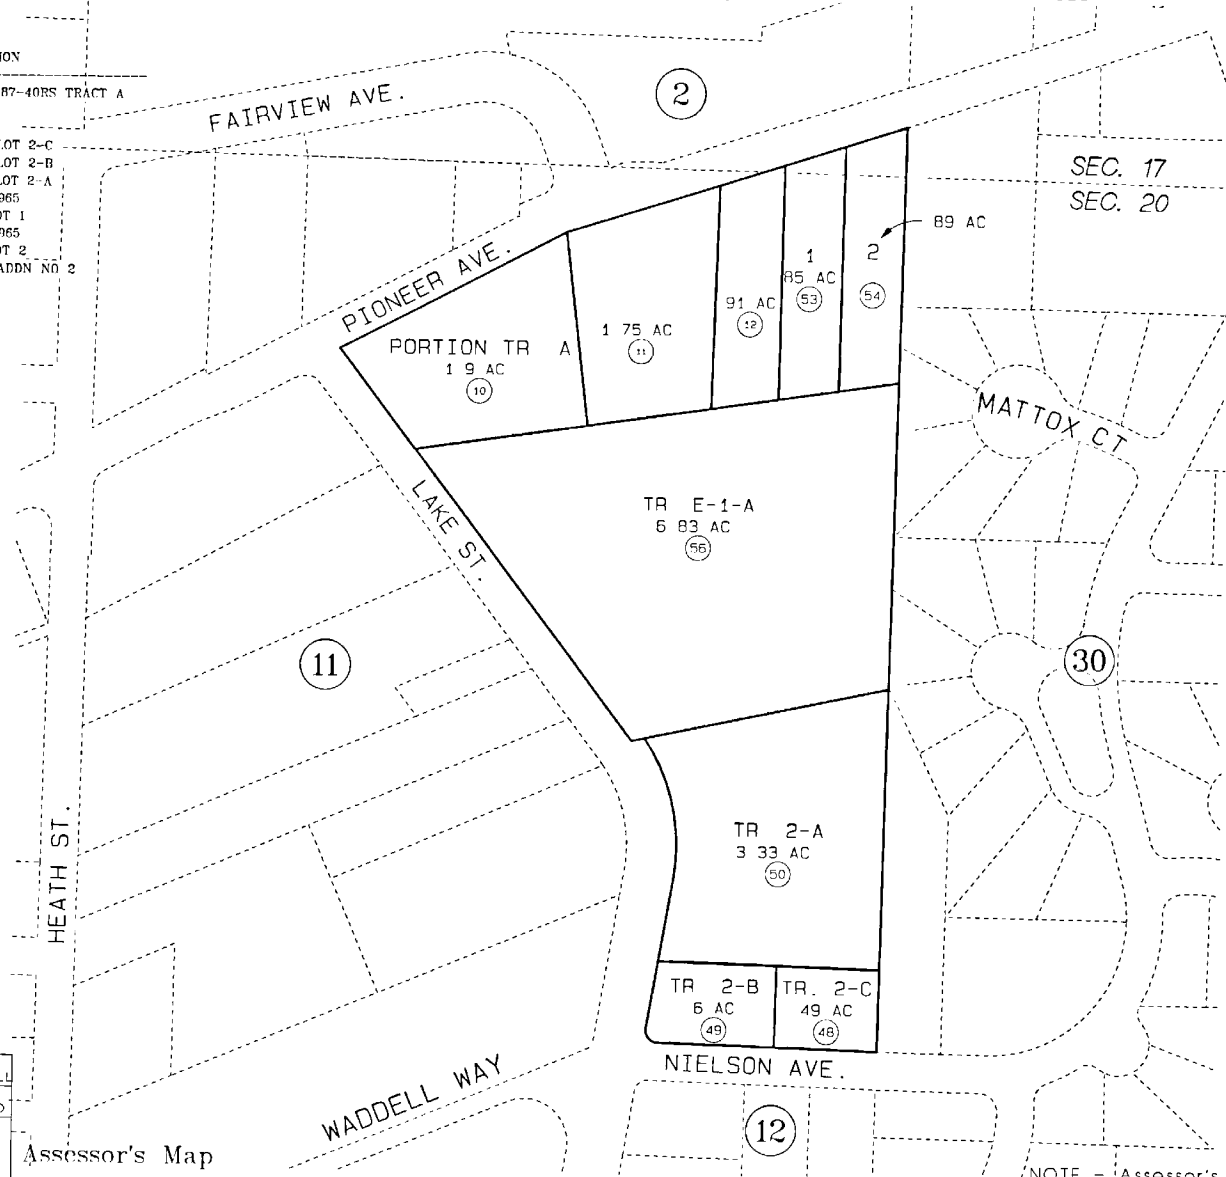 87-40RS TRACT A
LOT 2-C
LOT 2-B
LOT 2-A
965
OT 1
965
OT 2
ADDN NO 2
FAIRVIEW AVE.
2
SEC. 17
SEC. 20
PIONEER AVE.
89 AC
2
54
1
85 AC
53
91 AC
12
1 75 AC
11
PORTION TR A
1 9 AC
10
MATTOX CT
LAKE ST.
TR E-1-A
6 83 AC
56
11
30
HEATH ST.
TR 2-A
3 33 AC
50
TR 2-B
6 AC
49
TR. 2-C
49 AC
48
NIELSON AVE.
WADDELL WAY
12
Assessor's Map
NOTE - Assessor's